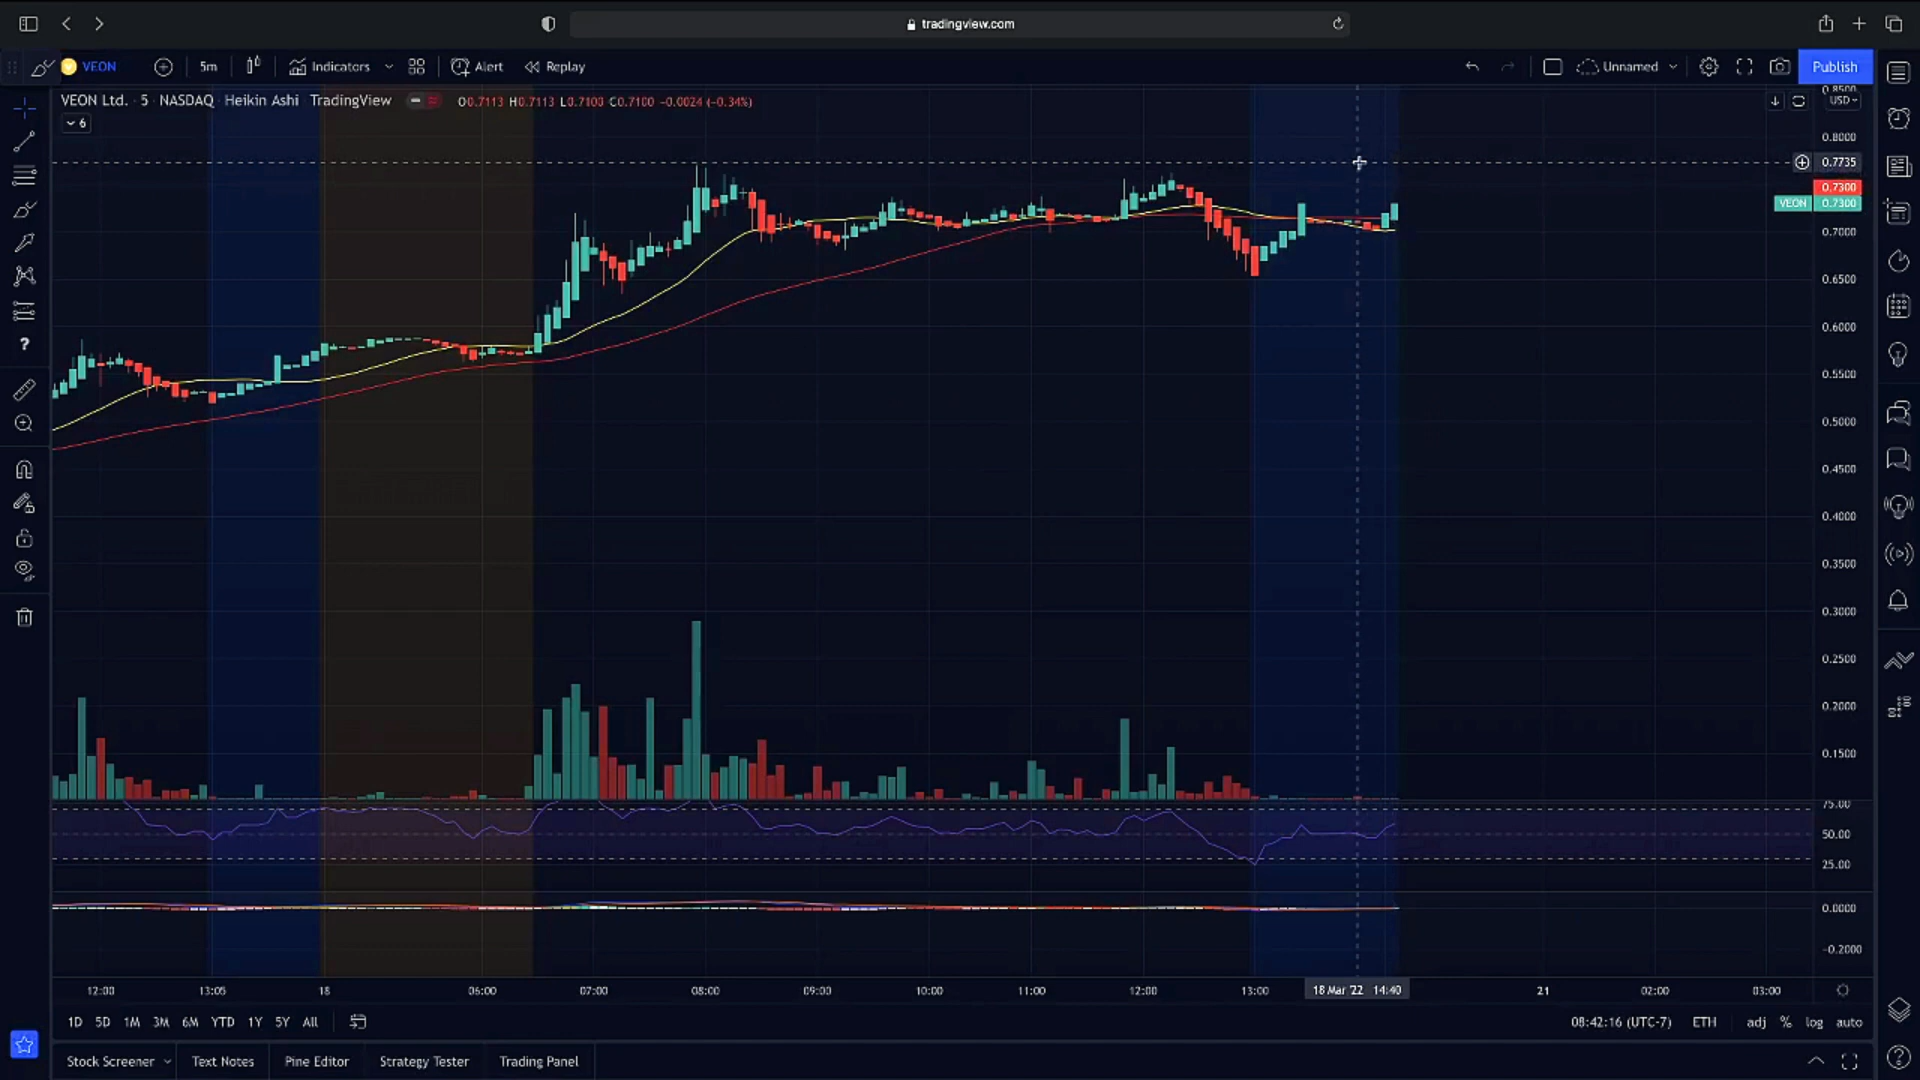 tradingview.com
VEON 5m Indicators Alert Replay Unnamed Publish
VEON Ltd. · 5 · NASDAQ Heikin Ashi TradingView O0.7113 H0.7113 L0.7100 C0.7100 −0.0024 (−0.34%)
6
0.8500
USD
0.8000
0.7735
0.7300
VEON 0.7300
0.7000
0.6500
0.6000
0.5500
0.5000
0.4500
0.4000
0.3500
0.3000
0.2500
0.2000
0.1500
75.00
50.00
25.00
0.0000
-0.2000
12:00 13:05 18 06:00 07:00 08:00 09:00 10:00 11:00 12:00 13:00 18 Mar '22 14:40 21 02:00 03:00
1D 5D 1M 3M 6M YTD 1Y 5Y All 08:42:16 (UTC-7) ETH adj % log auto
Stock Screener Text Notes Pine Editor Strategy Tester Trading Panel